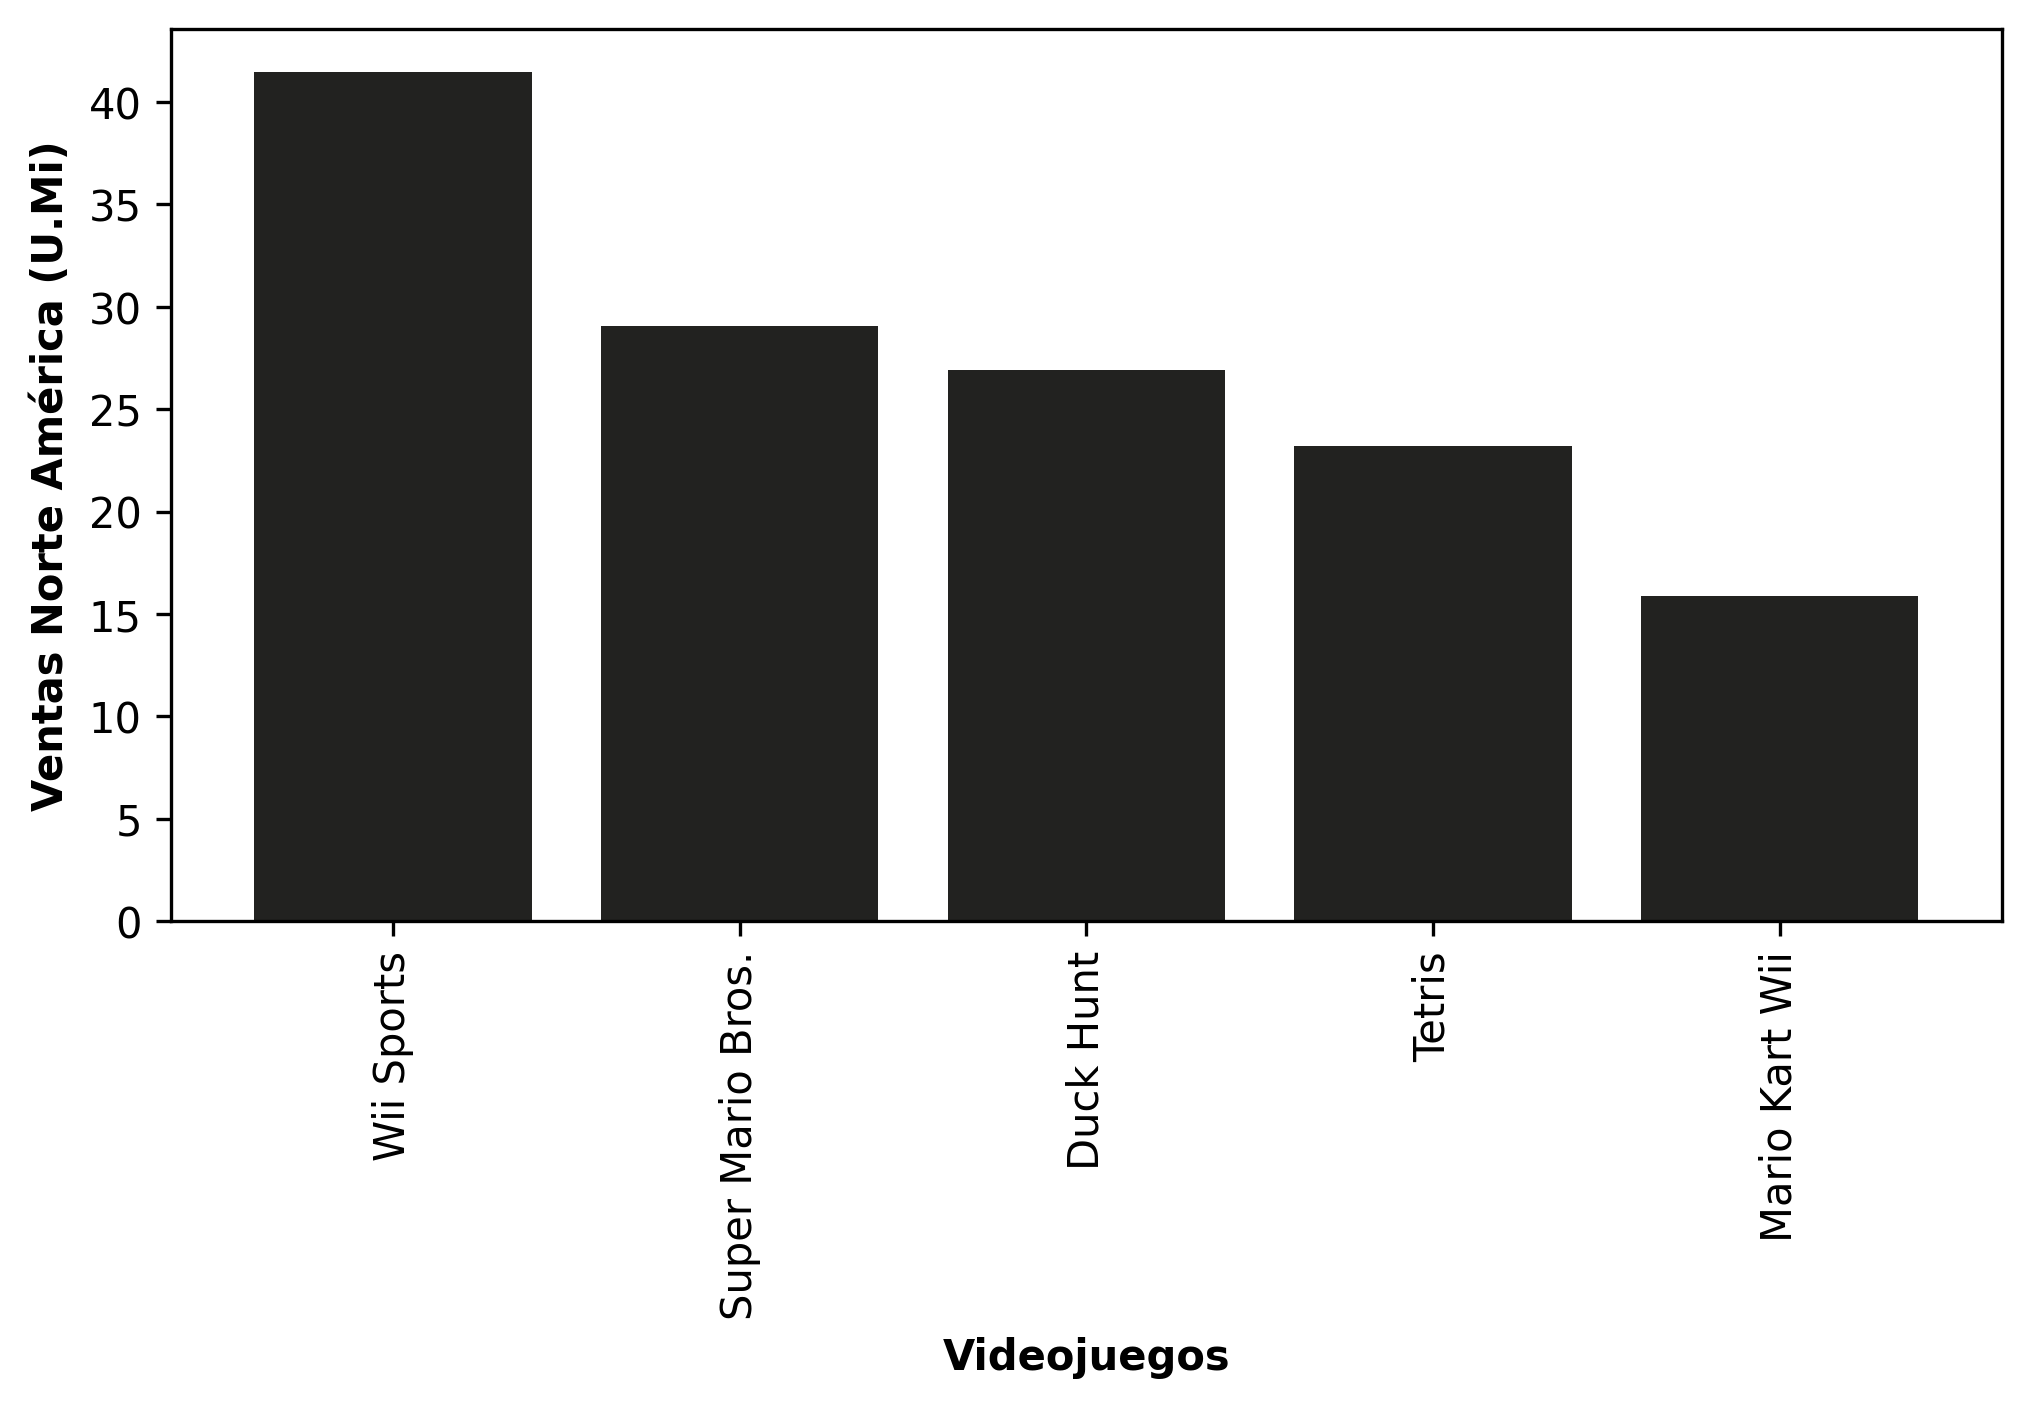 Ventas Norte América (U.Mi)
40
35
30
25
20
15
10
5
0
Wii Sports
Super Mario Bros.
Duck Hunt
Tetris
Mario Kart Wii
Videojuegos